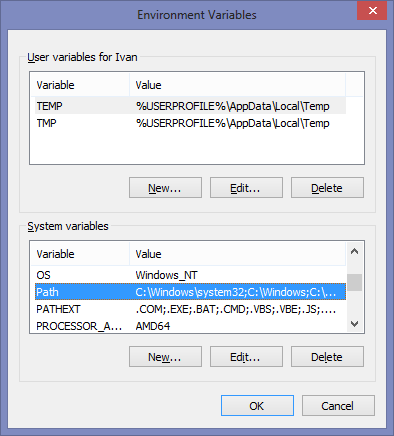 Environment Variables
User variables for Ivan
Variable Value
TEMP %USERPROFILE%\AppData\Local\Temp
TMP %USERPROFILE%\AppData\Local\Temp
New... Edit... Delete
System variables
Variable Value
OS Windows_NT
Path C:\Windows\system32;C:\Windows;C:\...
PATHEXT .COM;.EXE;.BAT;.CMD;.VBS;.VBE;.JS;....
PROCESSOR_A... AMD64
New... Edit... Delete
OK Cancel